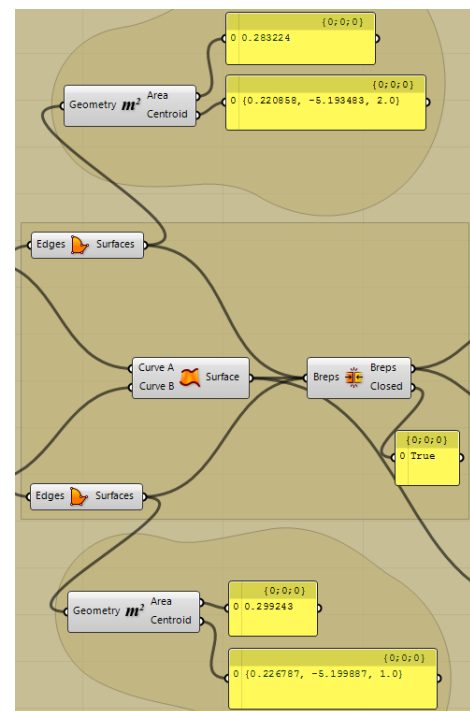 {0;0;0}
0 0.283224
Geometry m² Area
Centroid
{0;0;0}
0 {0.220858, -5.193483, 2.0}
Edges Surfaces
Curve A
Curve B
Surface
Breps Breps
Closed
{0;0;0}
0 True
Edges Surfaces
{0;0;0}
0 0.299243
Geometry m² Area
Centroid
{0;0;0}
0 {0.226787, -5.199887, 1.0}